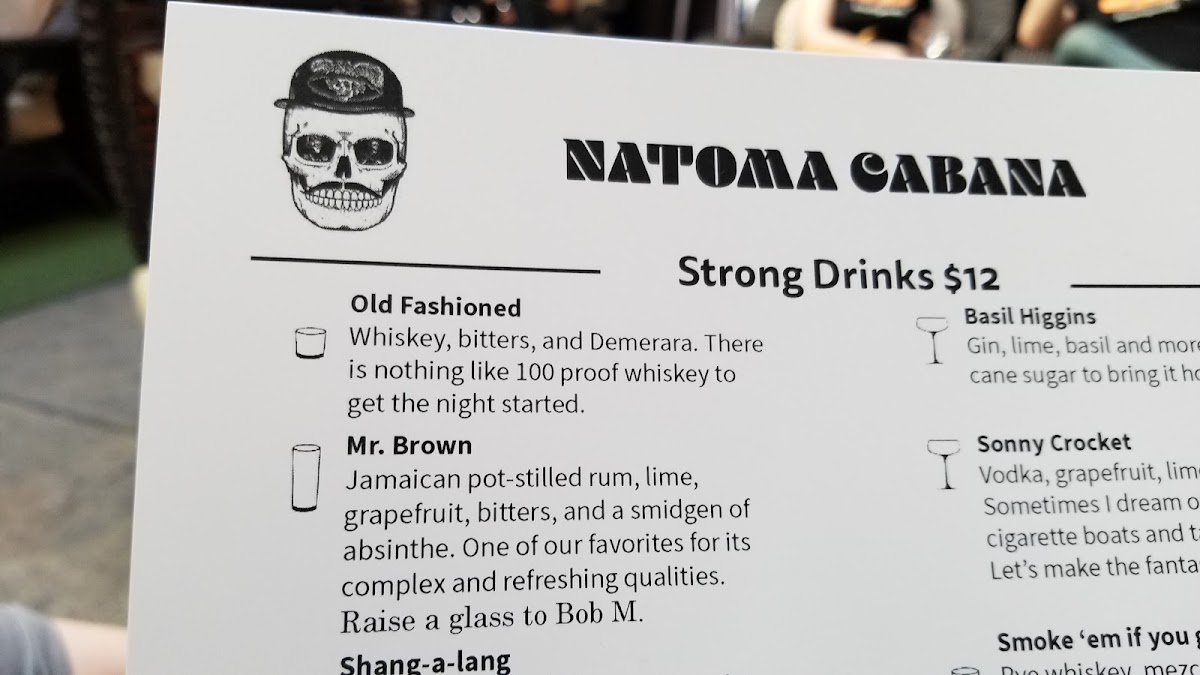 NATOMA CABANA
Strong Drinks $12
Old Fashioned
Whiskey, bitters, and Demerara. There
is nothing like 100 proof whiskey to
get the night started.
Mr. Brown
Jamaican pot-stilled rum, lime,
grapefruit, bitters, and a smidgen of
absinthe. One of our favorites for its
complex and refreshing qualities.
Raise a glass to Bob M.
Shang-a-lang
Basil Higgins
Gin, lime, basil and more
cane sugar to bring it
Sonny Crocket
Vodka, grapefruit,
Sometimes I dream
cigarette boats and
Let's make the
Smoke 'em if you
Rye whiskey,